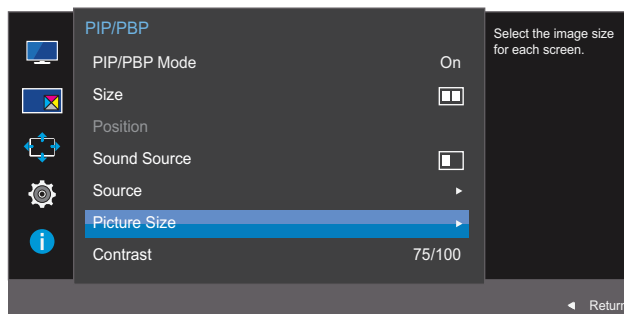 PIP/PBP
PIP/PBP Mode On
Size
Position
Sound Source
Source
Picture Size
Contrast 75/100
Select the image size
for each screen.
Return